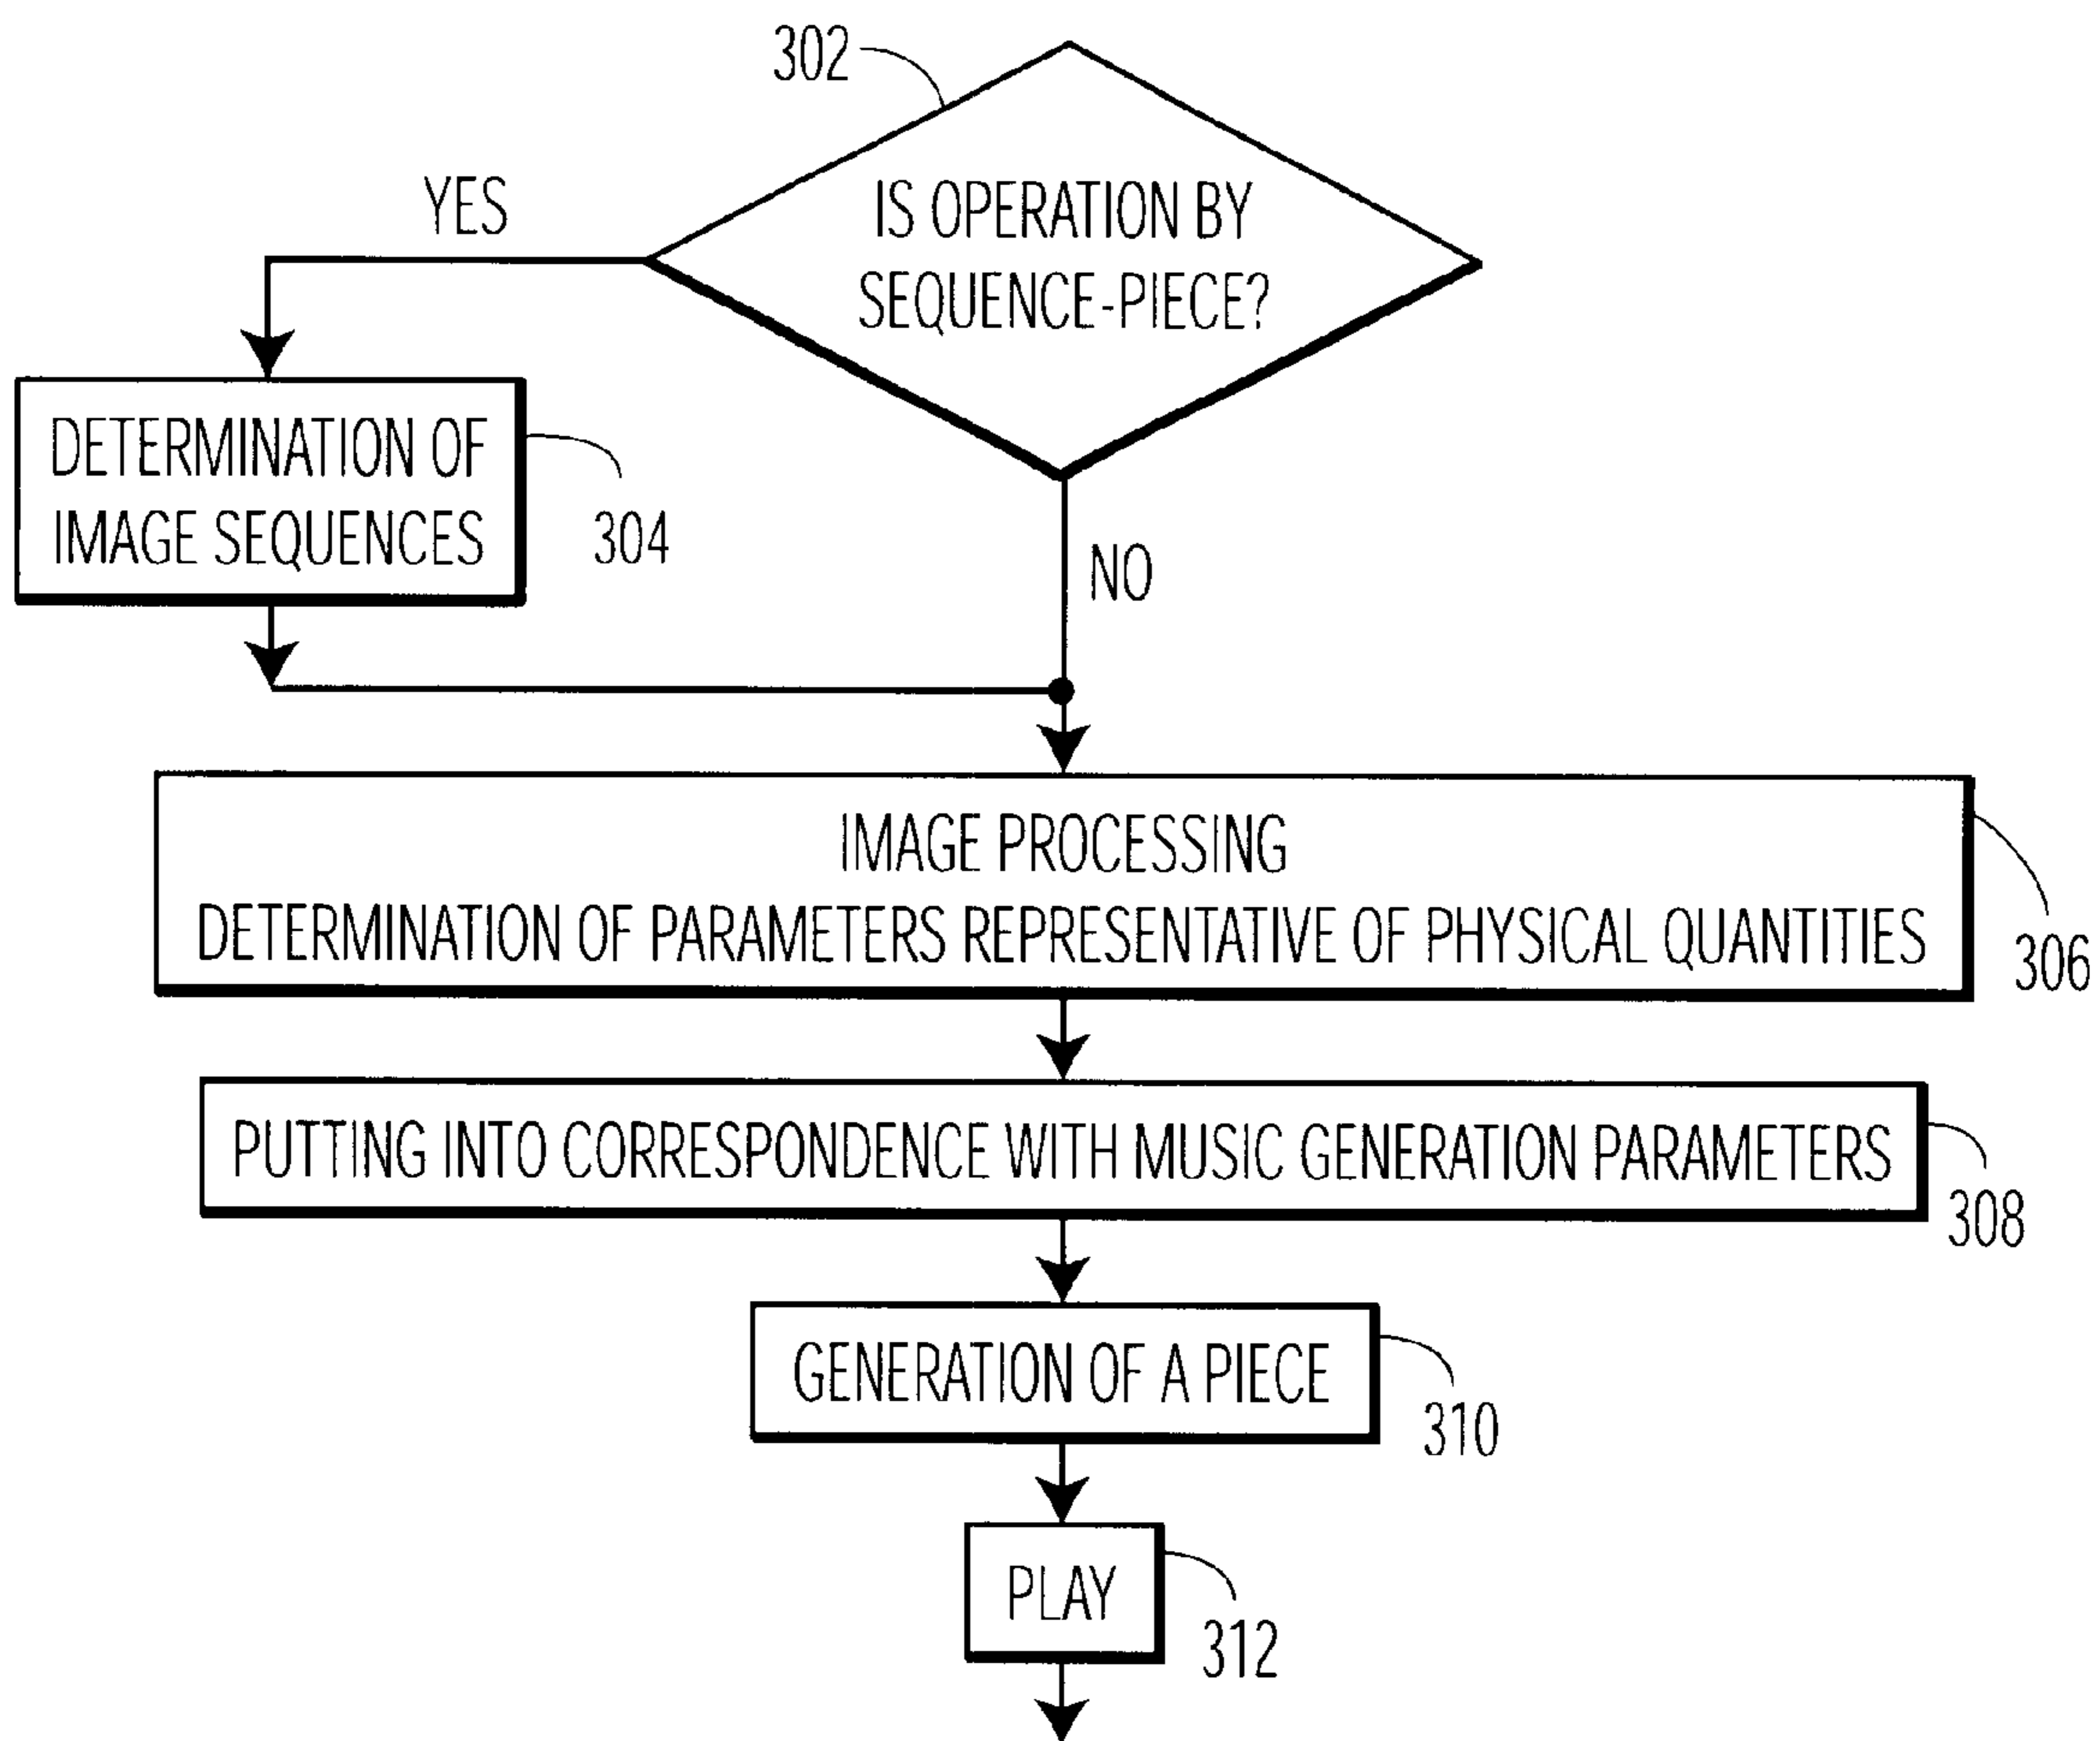 302
IS OPERATION BY
SEQUENCE-PIECE?
YES
DETERMINATION OF
IMAGE SEQUENCES
304
NO
IMAGE PROCESSING
DETERMINATION OF PARAMETERS REPRESENTATIVE OF PHYSICAL QUANTITIES
306
PUTTING INTO CORRESPONDENCE WITH MUSIC GENERATION PARAMETERS
308
GENERATION OF A PIECE
310
PLAY
312